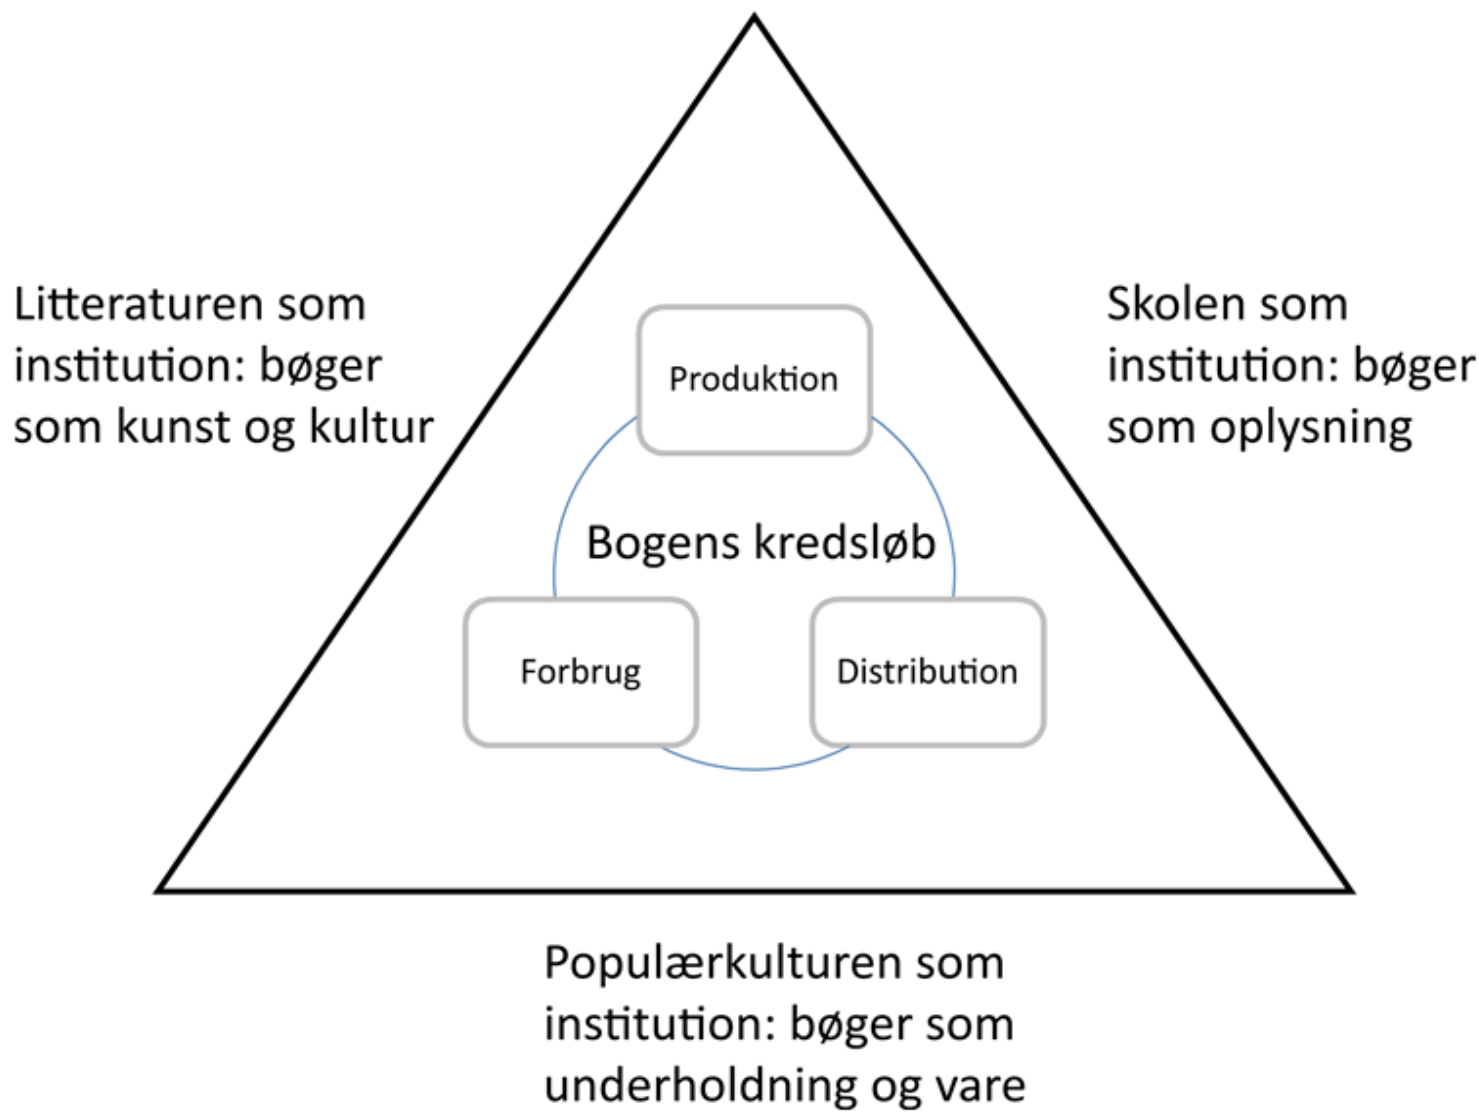 Litteraturen som
institution: bøger
som kunst og kultur
Skolen som
institution: bøger
som oplysning
Produktion
Bogens kredsløb
Forbrug
Distribution
Populærkulturen som
institution: bøger som
underholdning og vare